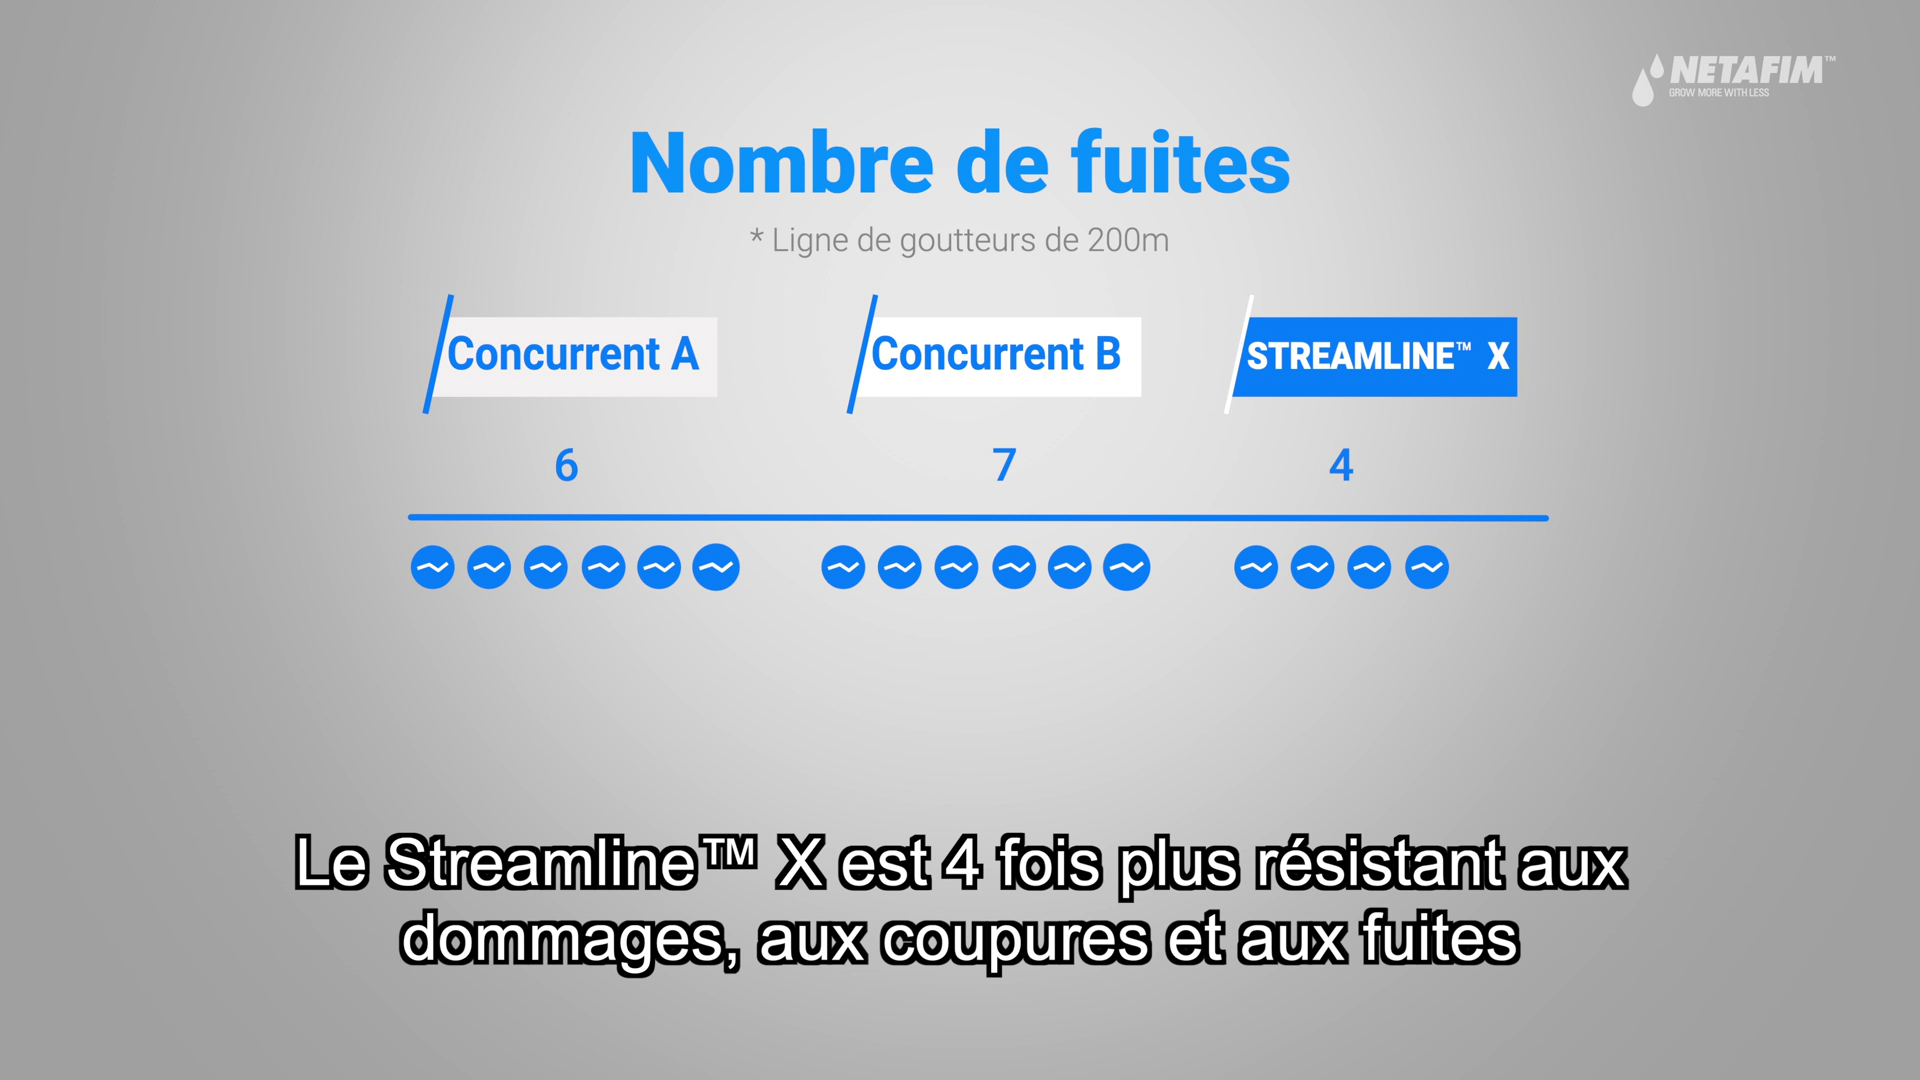 NETAFIM™
GROW MORE WITH LESS
Nombre de fuites
* Ligne de goutteurs de 200m
Concurrent A
Concurrent B
STREAMLINE™ X
6
7
4
Le Streamline™ X est 4 fois plus résistant aux
dommages, aux coupures et aux fuites